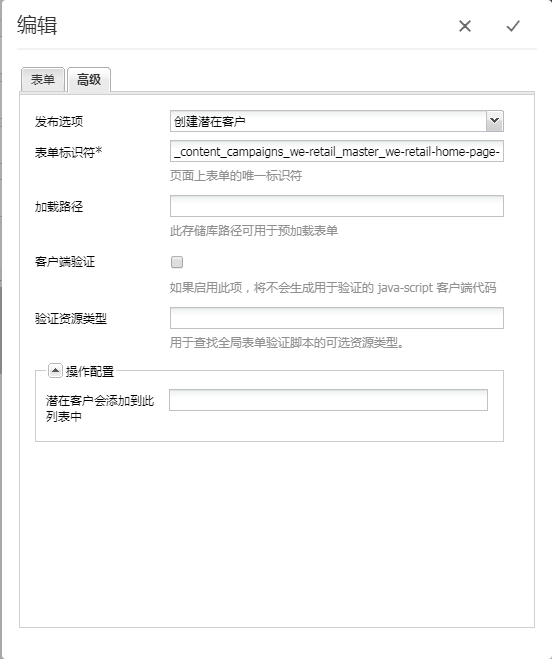 编辑
表单
高级
发布选项
创建潜在客户
表单标识符*
_content_campaigns_we-retail_master_we-retail-home-page-
页面上表单的唯一标识符
加载路径
此存储库路径可用于预加载表单
客户端验证
如果启用此项，将不会生成用于验证的 java-script 客户端代码
验证资源类型
用于查找全局表单验证脚本的可选资源类型。
操作配置
潜在客户会添加到此
列表中